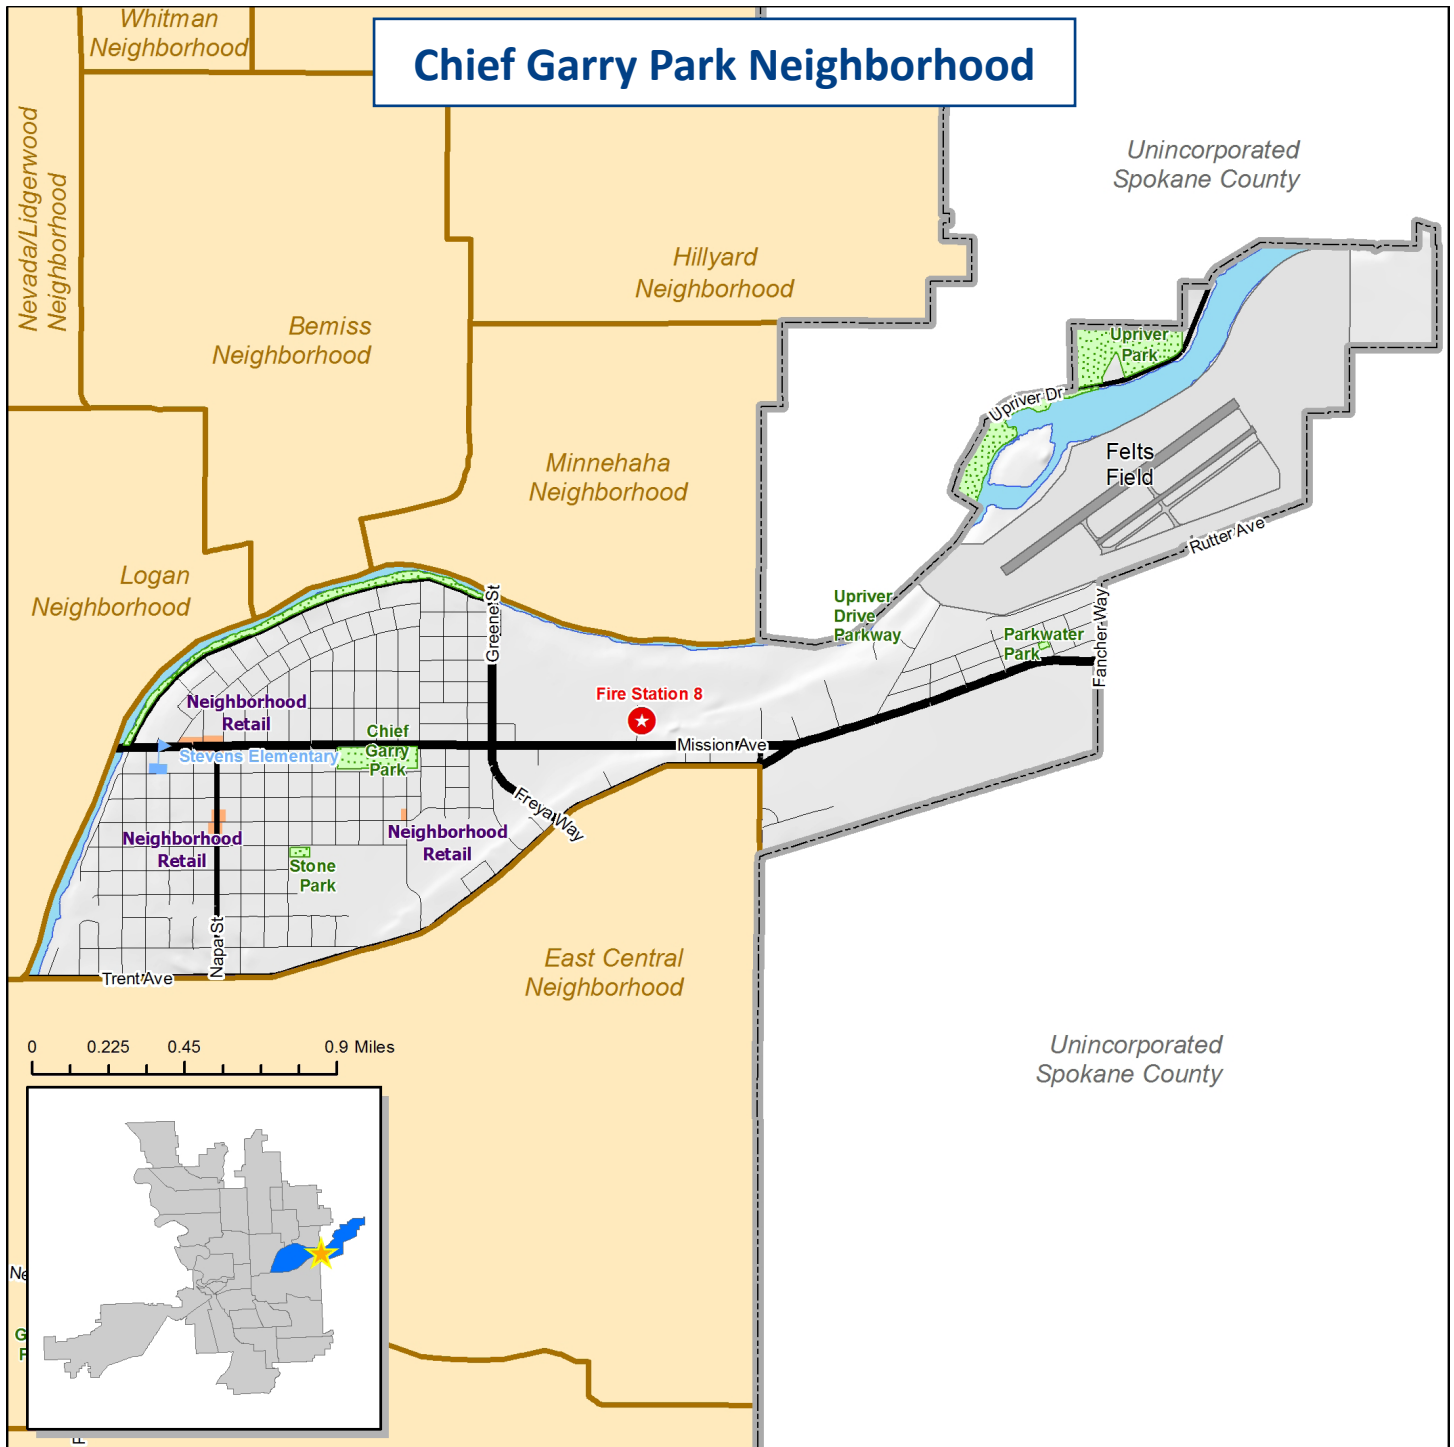 Whitman
Neighborhood
Chief Garry Park Neighborhood
Unincorporated
Spokane County
Nevada/Lidgerwood
Neighborhood
Hillyard
Neighborhood
Bemiss
Neighborhood
Upriver
Park
Upriver Dr
Felts
Field
Minnehaha
Neighborhood
Rutter Ave
Logan
Neighborhood
Greene St
Upriver
Drive
Parkway
Parkwater
Park
Fancher Way
Neighborhood
Retail
Fire Station 8
Chief
Garry
Park
Mission Ave
Stevens Elementary
Freya Way
Neighborhood
Retail
Neighborhood
Retail
Stone
Park
Napa St
Trent Ave
East Central
Neighborhood
0 0.225 0.45 0.9 Miles
Unincorporated
Spokane County
Ne
G